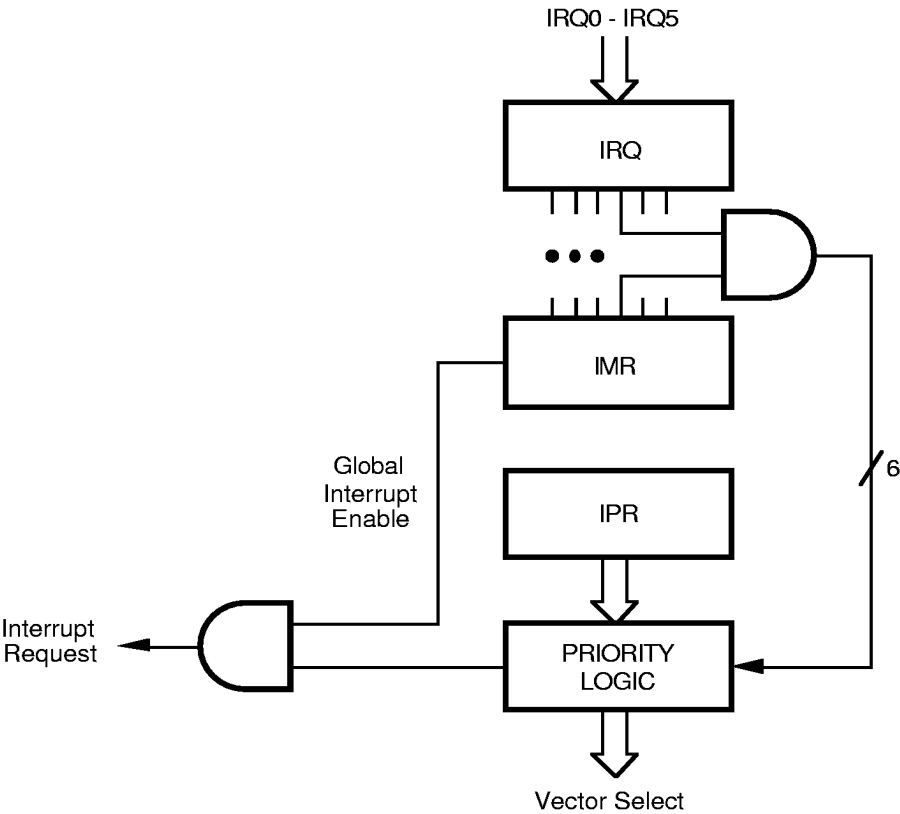 IRQ0 - IRQ5
IRQ
IMR
Global
Interrupt
Enable
6
IPR
Interrupt
Request
PRIORITY
LOGIC
Vector Select